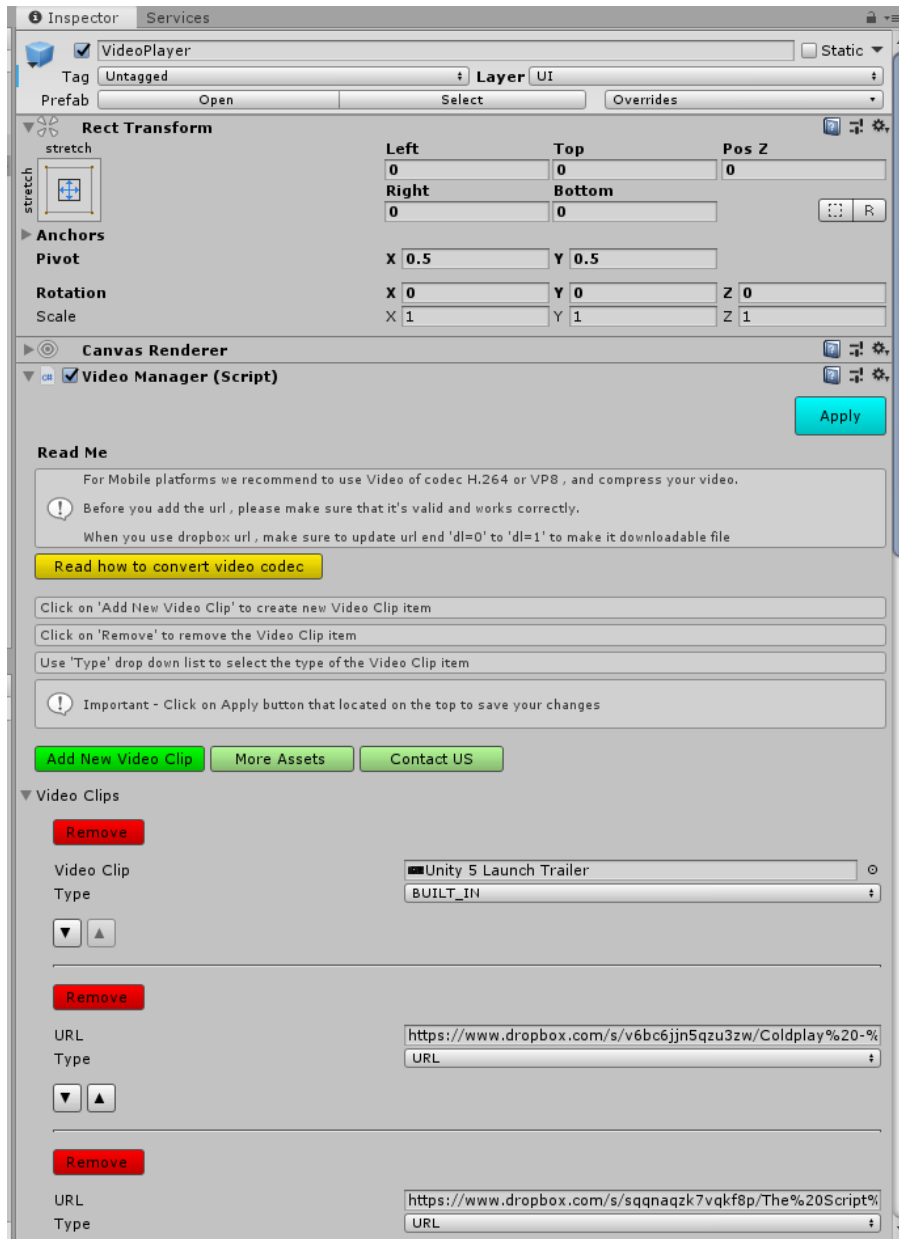 Inspector Services
VideoPlayer Static
Tag Untagged Layer UI
Prefab Open Select Overrides
Rect Transform
stretch Left Top Pos Z
stretch 0 0 0
Right Bottom
0 0 R
Anchors
Pivot X 0.5 Y 0.5
Rotation X 0 Y 0 Z 0
Scale X 1 Y 1 Z 1
Canvas Renderer
C# Video Manager (Script)
Apply
Read Me
For Mobile platforms we recommend to use Video of codec H.264 or VP8 , and compress your video.
Before you add the url , please make sure that it's valid and works correctly.
When you use dropbox url , make sure to update url end 'dl=0' to 'dl=1' to make it downloadable file
Read how to convert video codec
Click on 'Add New Video Clip' to create new Video Clip item
Click on 'Remove' to remove the Video Clip item
Use 'Type' drop down list to select the type of the Video Clip item
Important - Click on Apply button that located on the top to save your changes
Add New Video Clip More Assets Contact US
Video Clips
Remove
Video Clip Unity 5 Launch Trailer
Type BUILT_IN
Remove
URL https://www.dropbox.com/s/v6bc6jjn5qzu3zw/Coldplay%20-%
Type URL
Remove
URL https://www.dropbox.com/s/sqqnaqzk7vqkf8p/The%20Script%
Type URL